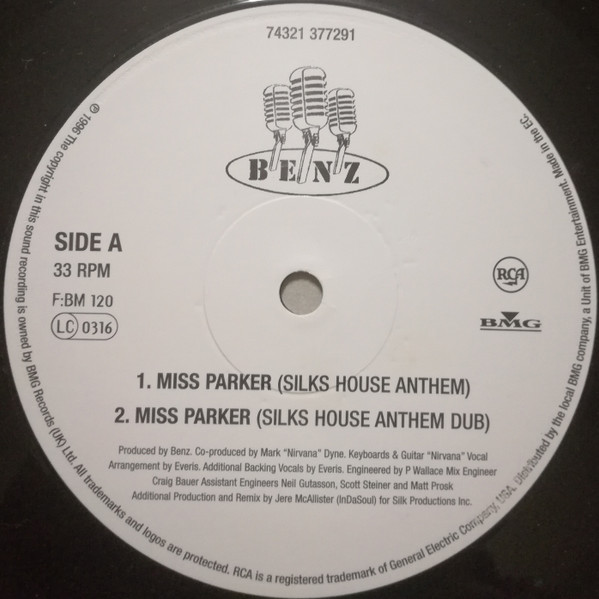 74321 377291
BENZ
SIDE A
33 RPM
F:BM 120
LC 0316
RCA
BMG
1. MISS PARKER (SILKS HOUSE ANTHEM)
2. MISS PARKER (SILKS HOUSE ANTHEM DUB)
Produced by Benz. Co-produced by Mark "Nirvana" Dyne. Keyboards & Guitar "Nirvana" Vocal
Arrangement by Everis. Additional Backing Vocals by Everis. Engineered by P Wallace Mix Engineer
Craig Bauer Assistant Engineers Neil Gutasson, Scott Steiner and Matt Prosk
Additional Production and Remix by Jere McAllister (InDaSoul) for Silk Productions Inc.
℗ 1996 The copyright in this sound recording is owned by BMG Records (UK) Ltd. All trademarks and logos are protected. RCA is a registered trademark of General Electric Company, USA. Distributed by the local BMG company, a Unit of BMG Entertainment. Made in the EC.